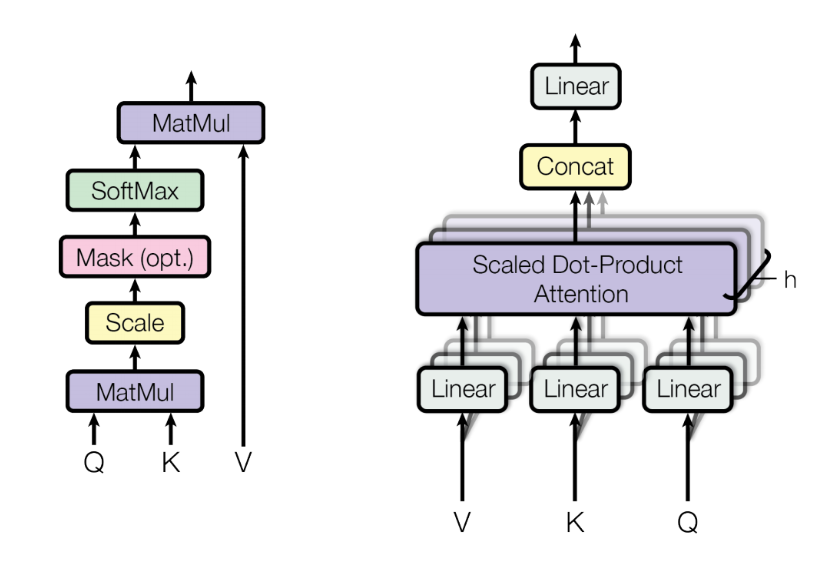 MatMul
SoftMax
Mask (opt.)
Scale
MatMul
Q K V
Linear
Concat
Scaled Dot-Product
Attention
h
Linear Linear Linear
V K Q